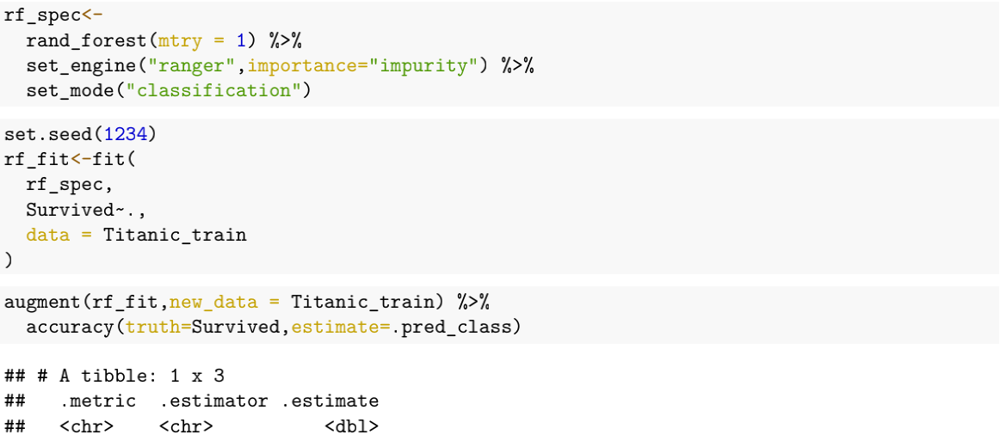 rf_spec<-
  rand_forest(mtry = 1) %>%
  set_engine("ranger",importance="impurity") %>%
  set_mode("classification")
set.seed(1234)
rf_fit<-fit(
  rf_spec,
  Survived~.,
  data = Titanic_train
)
augment(rf_fit,new_data = Titanic_train) %>%
  accuracy(truth=Survived,estimate=.pred_class)
## # A tibble: 1 x 3
##   .metric  .estimator .estimate
##   <chr>    <chr>          <dbl>